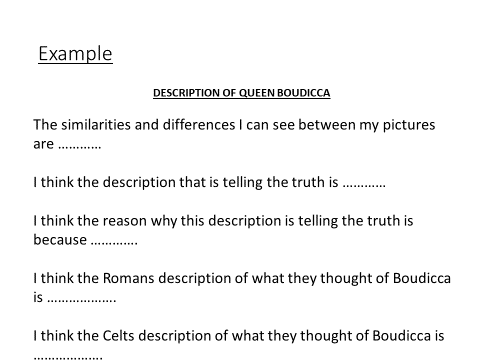 Example
DESCRIPTION OF QUEEN BOUDICCA
The similarities and differences I can see between my pictures
are …………
I think the description that is telling the truth is …………
I think the reason why this description is telling the truth is
because ………….
I think the Romans description of what they thought of Boudicca
is ……………….
I think the Celts description of what they thought of Boudicca is
……………….